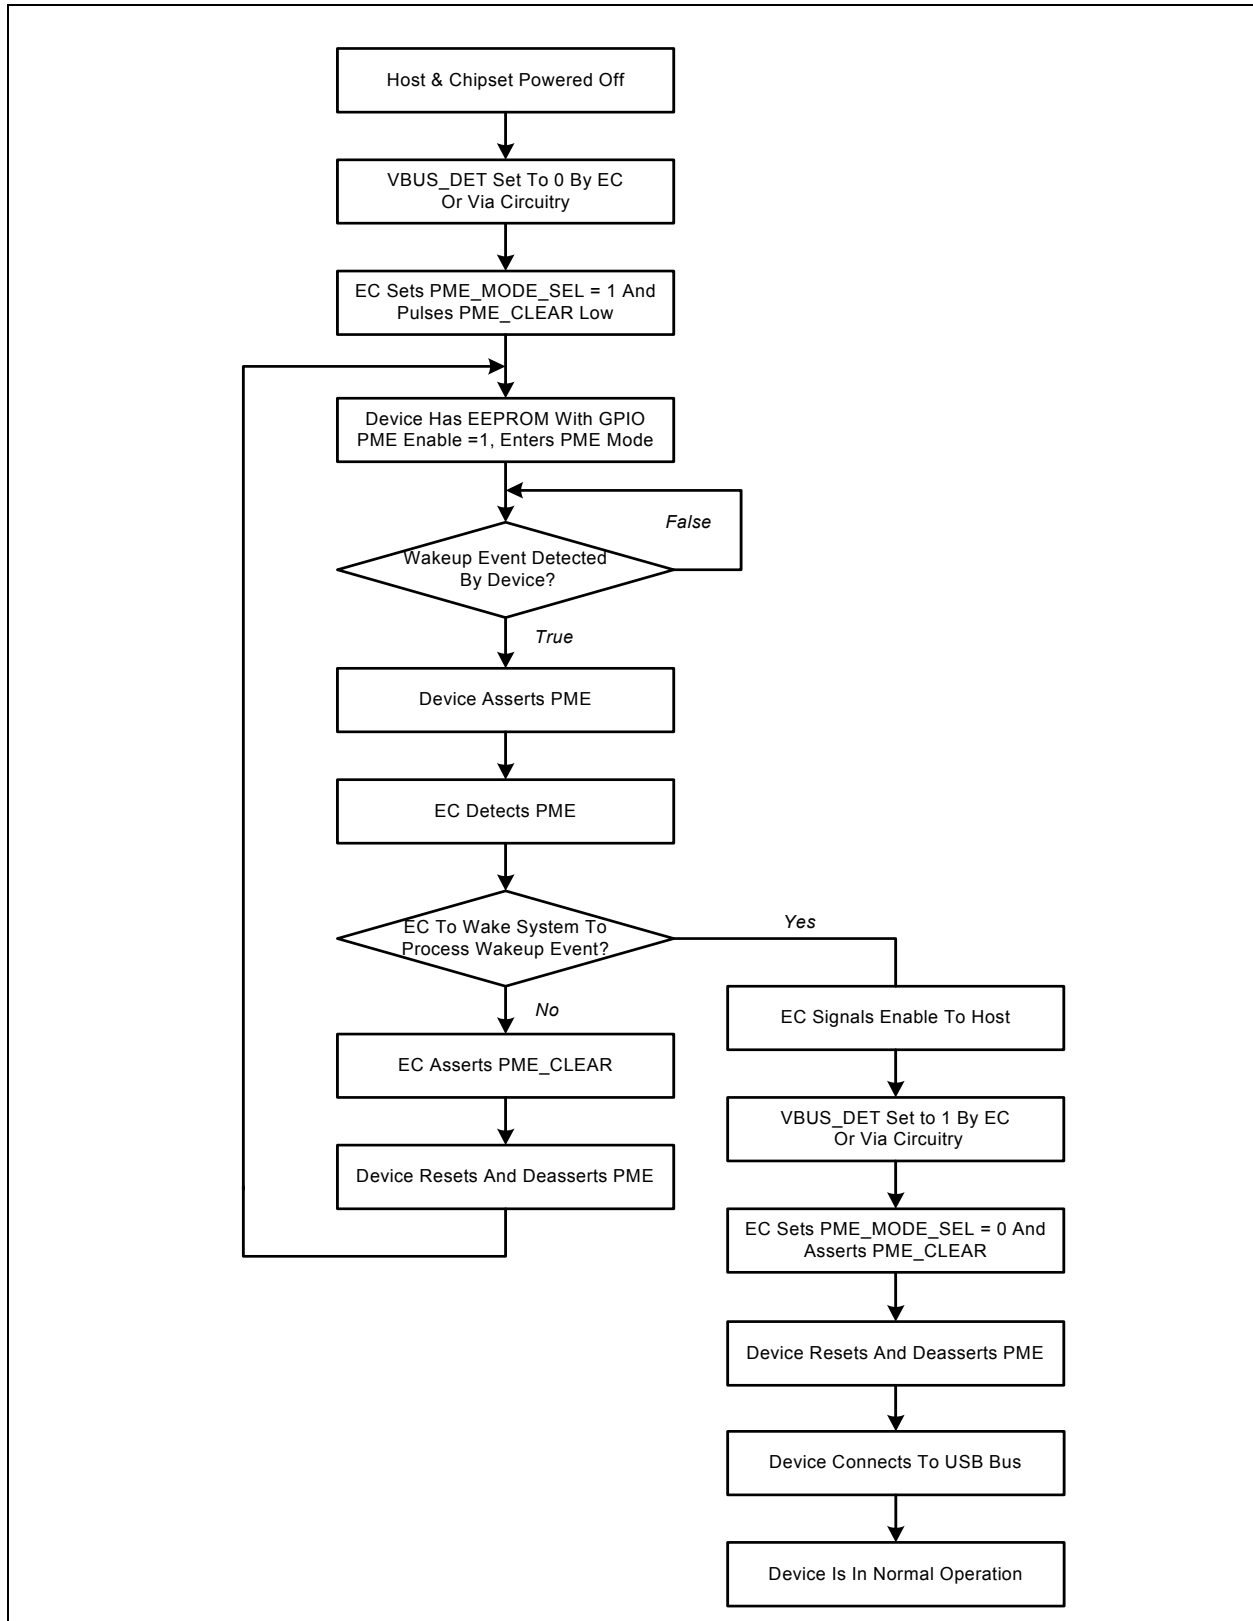 Host & Chipset Powered Off
VBUS_DET Set To 0 By EC
Or Via Circuitry
EC Sets PME_MODE_SEL = 1 And
Pulses PME_CLEAR Low
Device Has EEPROM With GPIO
PME Enable =1, Enters PME Mode
False
Wakeup Event Detected
By Device?
True
Device Asserts PME
EC Detects PME
EC To Wake System To
Process Wakeup Event?
Yes
No
EC Asserts PME_CLEAR
Device Resets And Deasserts PME
EC Signals Enable To Host
VBUS_DET Set to 1 By EC
Or Via Circuitry
EC Sets PME_MODE_SEL = 0 And
Asserts PME_CLEAR
Device Resets And Deasserts PME
Device Connects To USB Bus
Device Is In Normal Operation